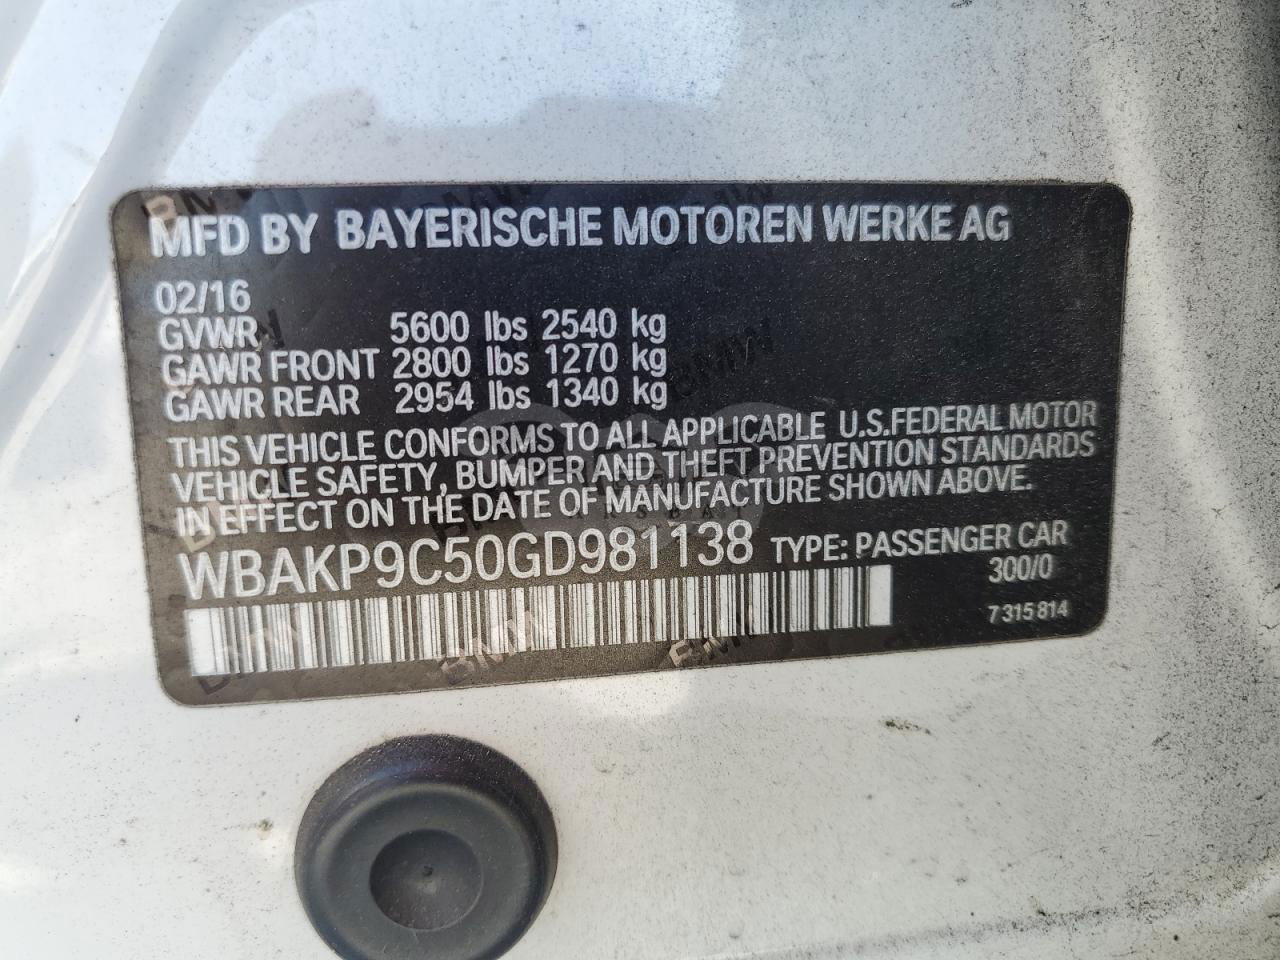 MFD BY BAYERISCHE MOTOREN WERKE AG
02/16
GVWR 5600 lbs 2540 kg
GAWR FRONT 2800 lbs 1270 kg
GAWR REAR 2954 lbs 1340 kg
THIS VEHICLE CONFORMS TO ALL APPLICABLE U.S.FEDERAL MOTOR
VEHICLE SAFETY, BUMPER AND THEFT PREVENTION STANDARDS
IN EFFECT ON THE DATE OF MANUFACTURE SHOWN ABOVE.
WBAKP9C50GD981138 TYPE: PASSENGER CAR
300/0
7 315 814
BMW
BMW
BMW